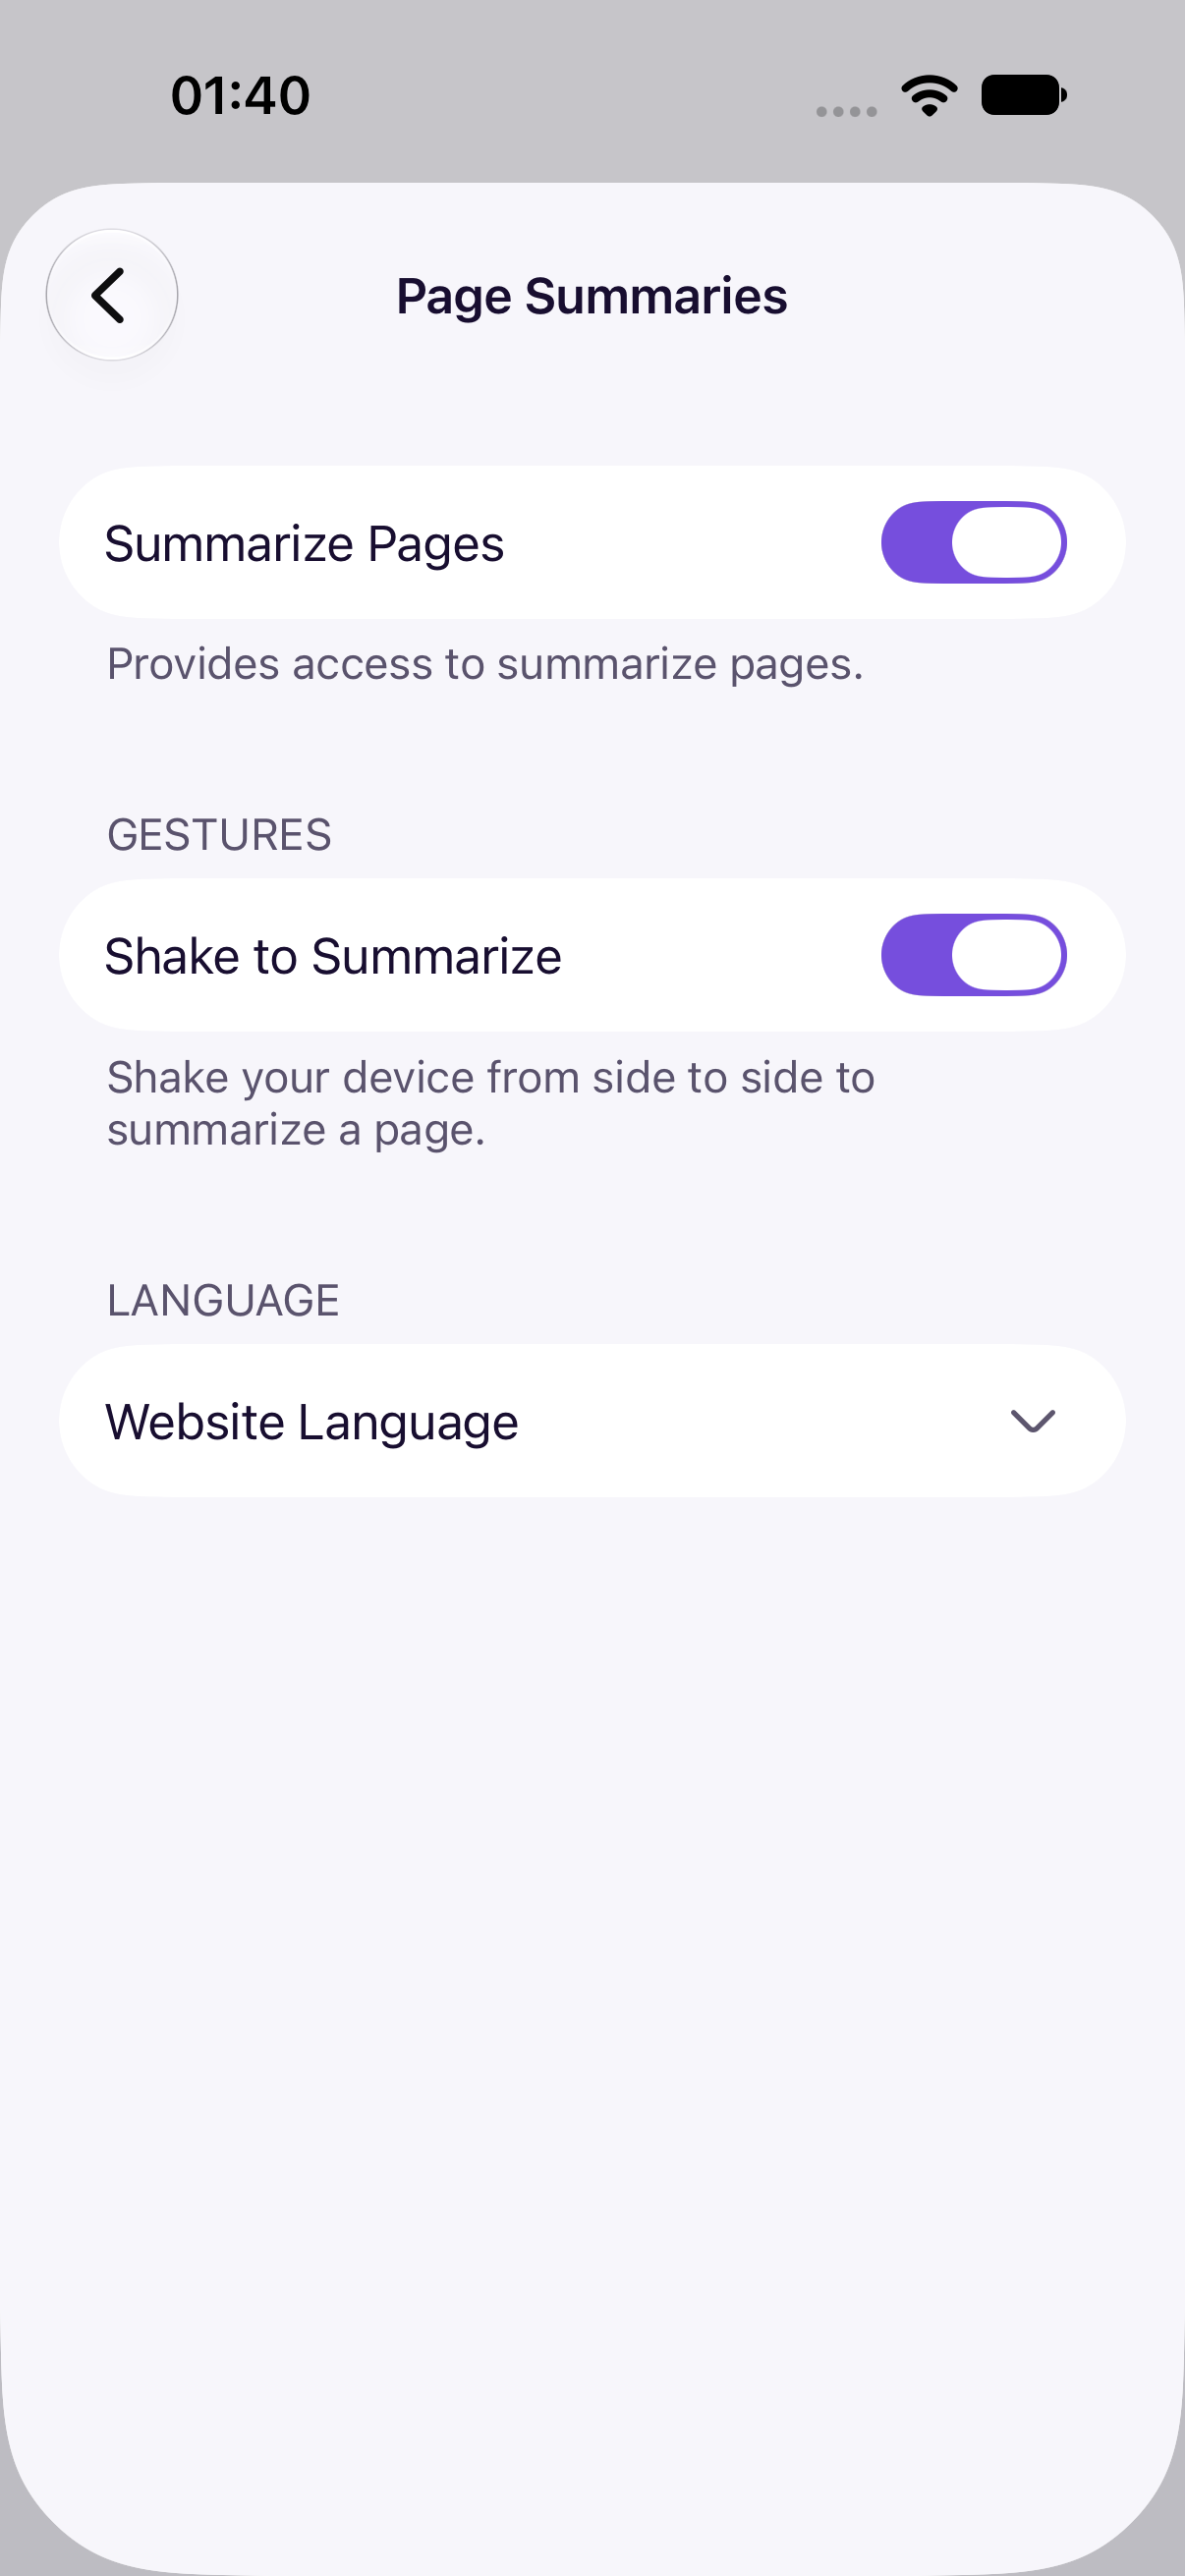 01:40
Page Summaries
Summarize Pages
Provides access to summarize pages.
GESTURES
Shake to Summarize
Shake your device from side to side to
summarize a page.
LANGUAGE
Website Language